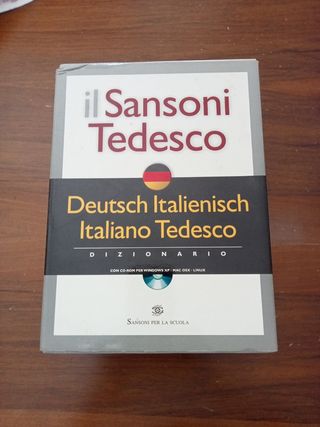 il Sansoni
Tedesco
Deutsch Italienisch
Italiano Tedesco
DIZIONARIO
CON CD-ROM PER WINDOWS XP · MAC OSX · LINUX
SANSONI PER LA SCUOLA